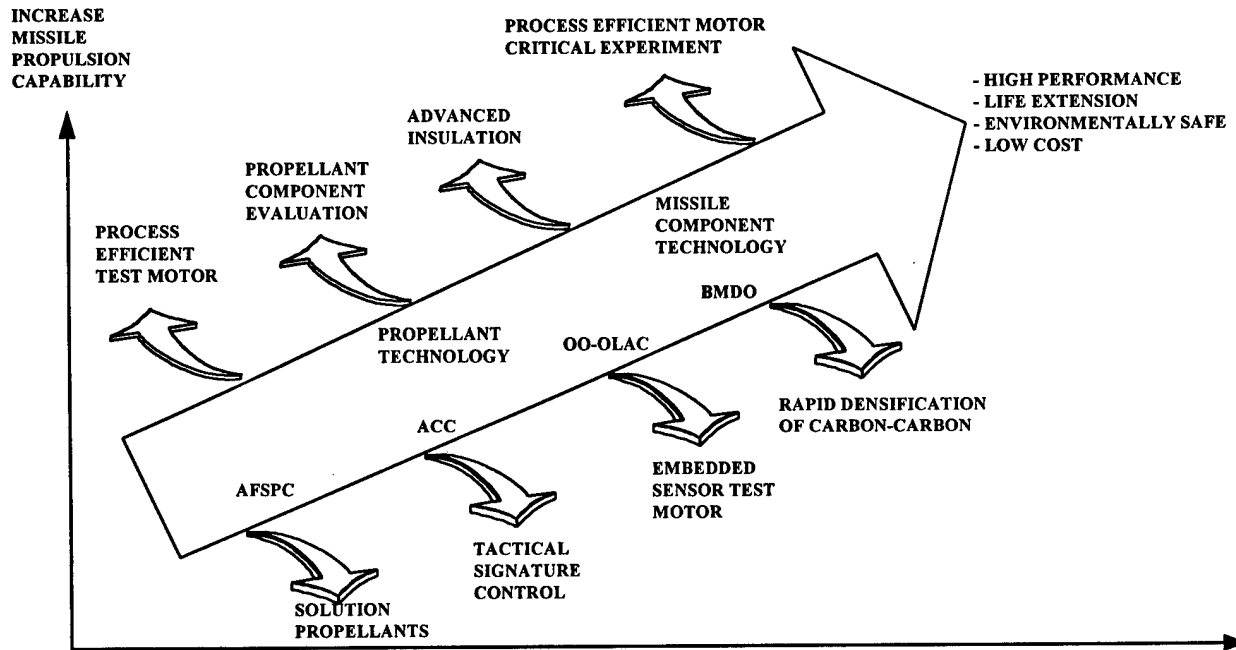 INCREASE
MISSILE
PROPULSION
CAPABILITY
PROCESS EFFICIENT MOTOR
CRITICAL EXPERIMENT
- HIGH PERFORMANCE
- LIFE EXTENSION
- ENVIRONMENTALLY SAFE
- LOW COST
ADVANCED
INSULATION
PROPELLANT
COMPONENT
EVALUATION
PROCESS
EFFICIENT
TEST MOTOR
MISSILE
COMPONENT
TECHNOLOGY
PROPELLANT
TECHNOLOGY
BMDO
OO-OLAC
ACC
AFSPC
RAPID DENSIFICATION
OF CARBON-CARBON
EMBEDDED
SENSOR TEST
MOTOR
TACTICAL
SIGNATURE
CONTROL
SOLUTION
PROPELLANTS